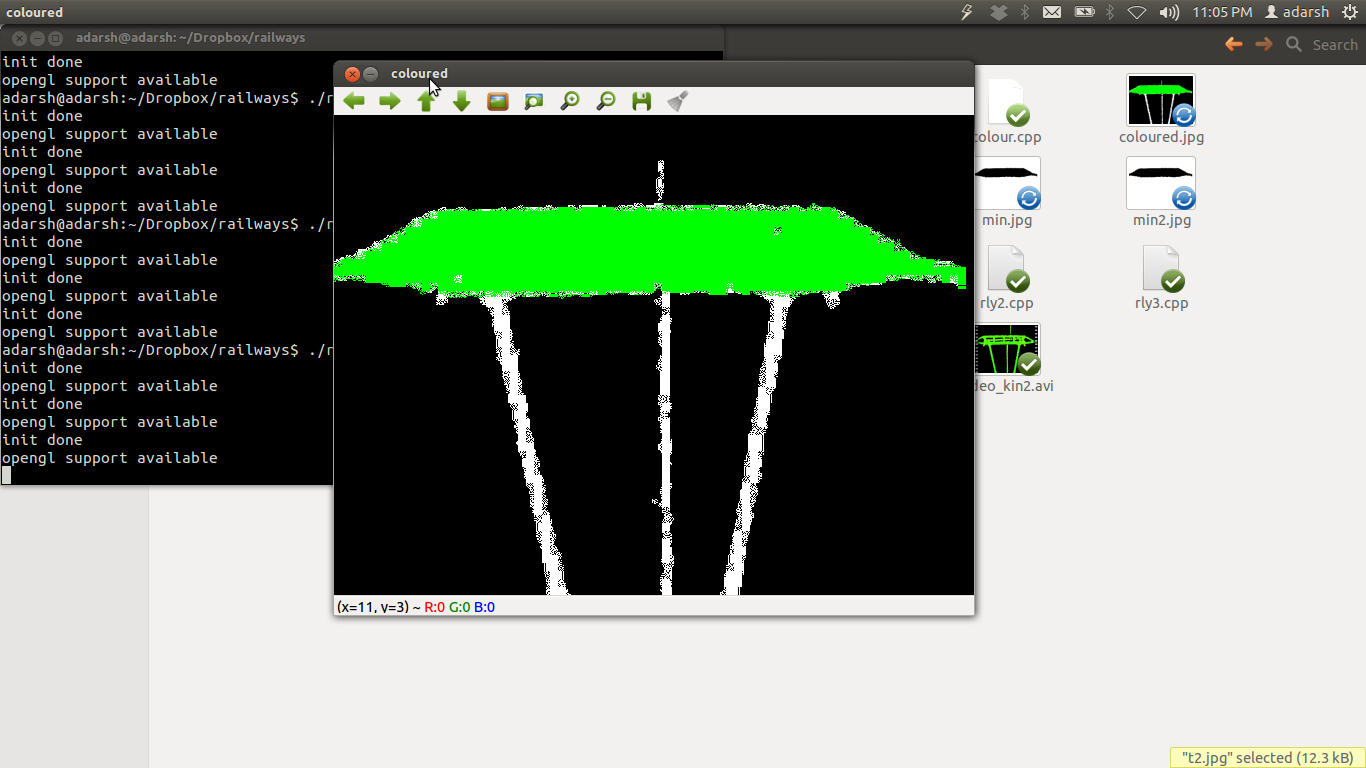 coloured
11:05 PM
adarsh
adarsh@adarsh: ~/Dropbox/railways
Search
init done
opengl support available
adarsh@adarsh:~/Dropbox/railways$ ./r
init done
opengl support available
init done
opengl support available
init done
opengl support available
adarsh@adarsh:~/Dropbox/railways$ ./r
init done
opengl support available
init done
opengl support available
init done
opengl support available
adarsh@adarsh:~/Dropbox/railways$ ./r
init done
opengl support available
init done
opengl support available
init done
opengl support available
coloured
(x=11, y=3) ~ R:0 G:0 B:0
colour.cpp
coloured.jpg
min.jpg
min2.jpg
rly2.cpp
rly3.cpp
deo_kin2.avi
"t2.jpg" selected (12.3 kB)